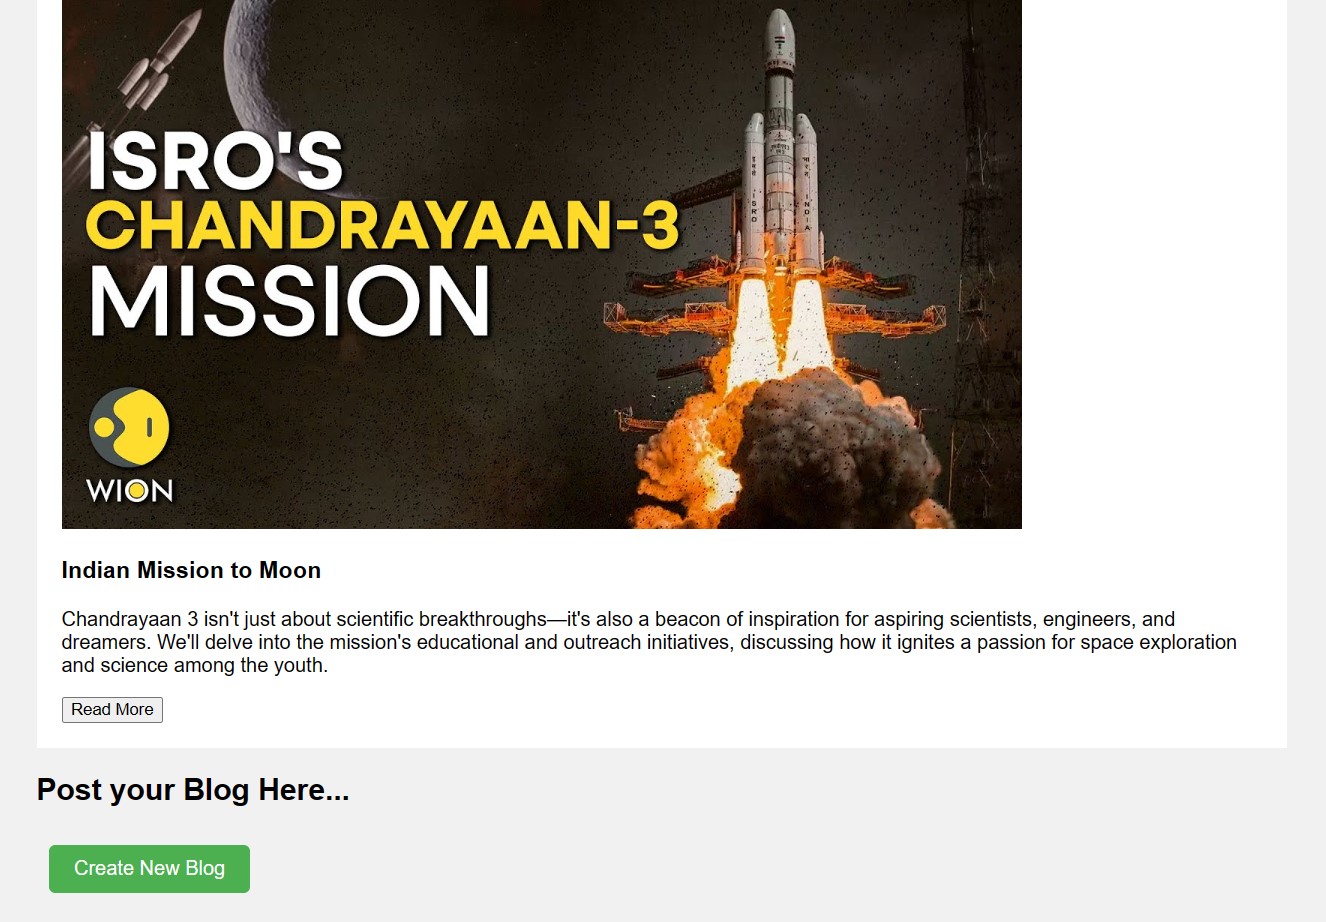 ISRO'S
CHANDRAYAAN-3
MISSION
WION
ISRO
INDIA
Indian Mission to Moon
Chandrayaan 3 isn't just about scientific breakthroughs—it's also a beacon of inspiration for aspiring scientists, engineers, and
dreamers. We'll delve into the mission's educational and outreach initiatives, discussing how it ignites a passion for space exploration
and science among the youth.
Read More
Post your Blog Here...
Create New Blog